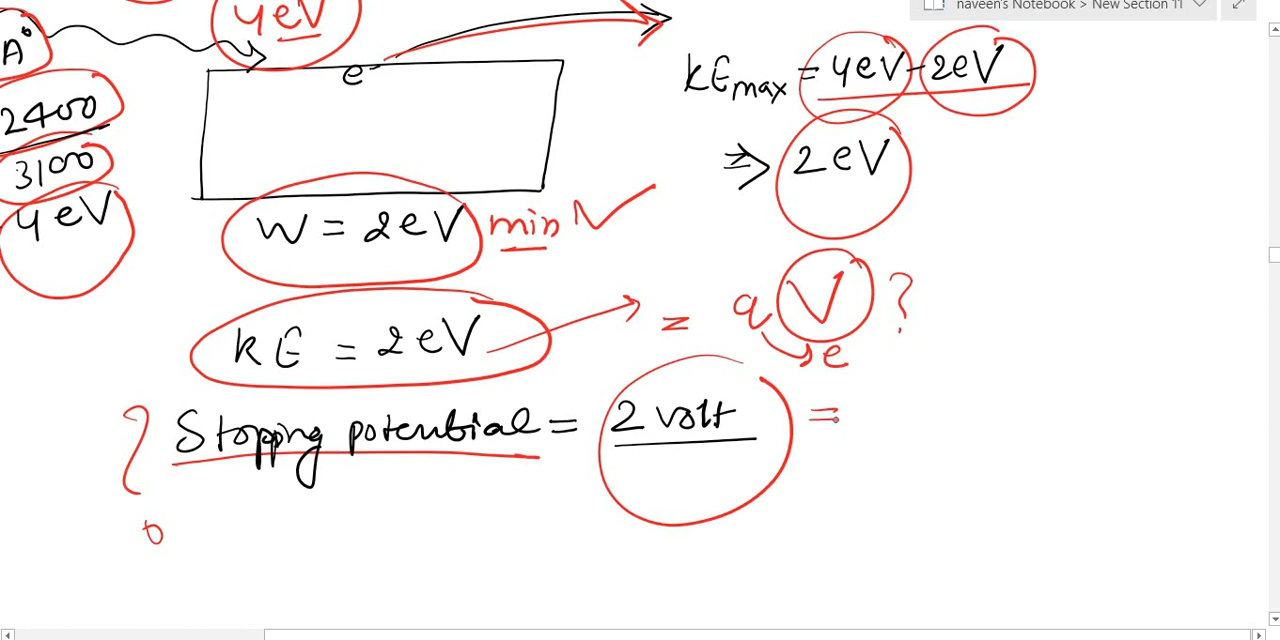 naveen's Notebook > New Section 11
4eV
A°
e⁻
KEmax = 4eV - 2eV
2400
3100
⇒ 2eV
4eV
W = 2eV min
KE = 2eV = qV ?
e
Stopping potential = 2 volt =